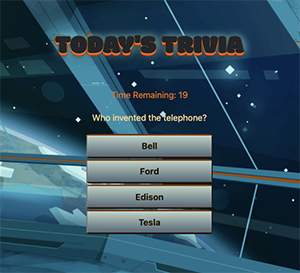 TODAY'S TRIVIA
Time Remaining: 19
Who invented the telephone?
Bell
Ford
Edison
Tesla